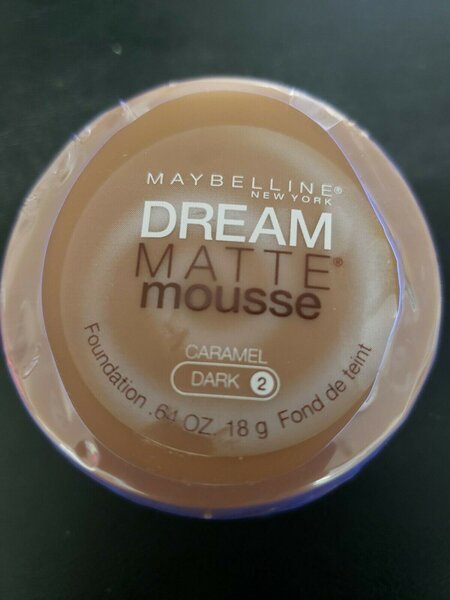 MAYBELLINE®
NEW YORK
DREAM
MATTE®
mousse
CARAMEL
DARK 2
Foundation .64 OZ. 18 g Fond de teint